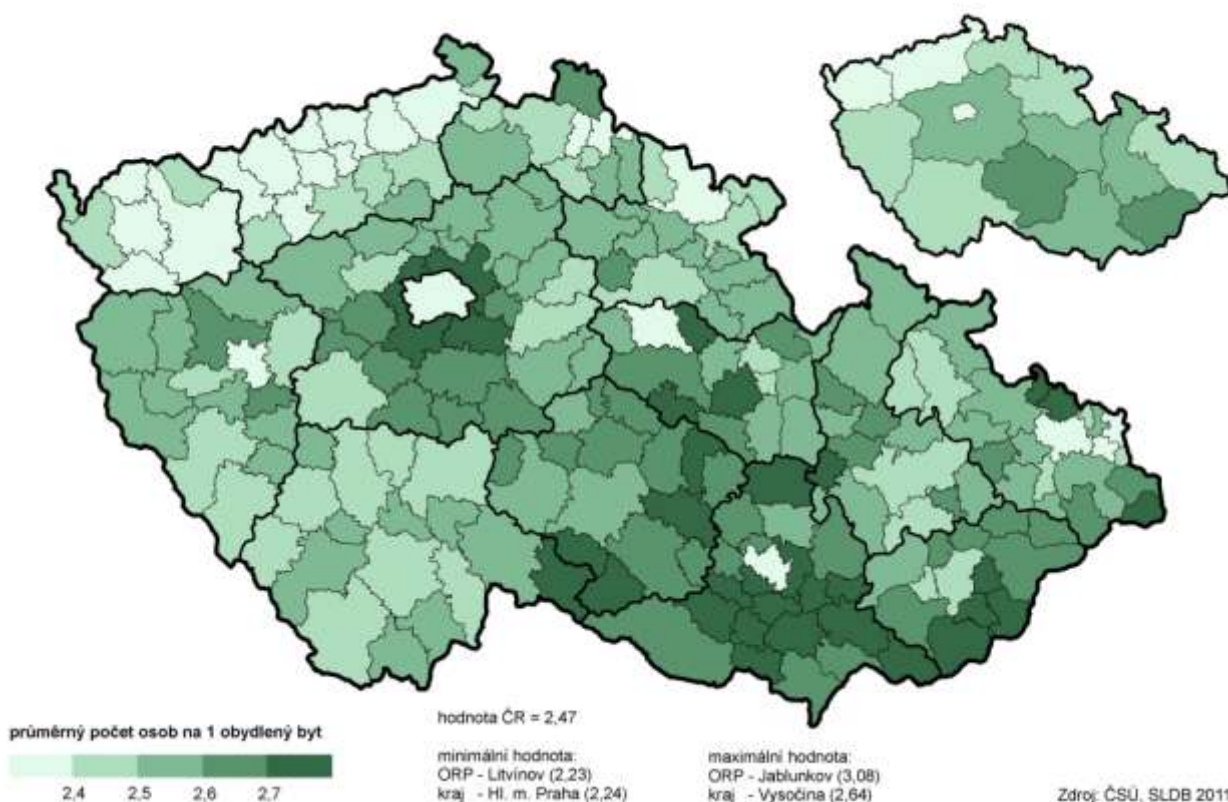 průměrný počet osob na 1 obydlený byt
2,4 2,5 2,6 2,7
hodnota ČR = 2,47
minimální hodnota:
ORP - Litvínov (2,23)
kraj - Hl. m. Praha (2,24)
maximální hodnota:
ORP - Jablunkov (3,08)
kraj - Vysočina (2,64)
Zdroj: ČSÚ, SLDB 2011